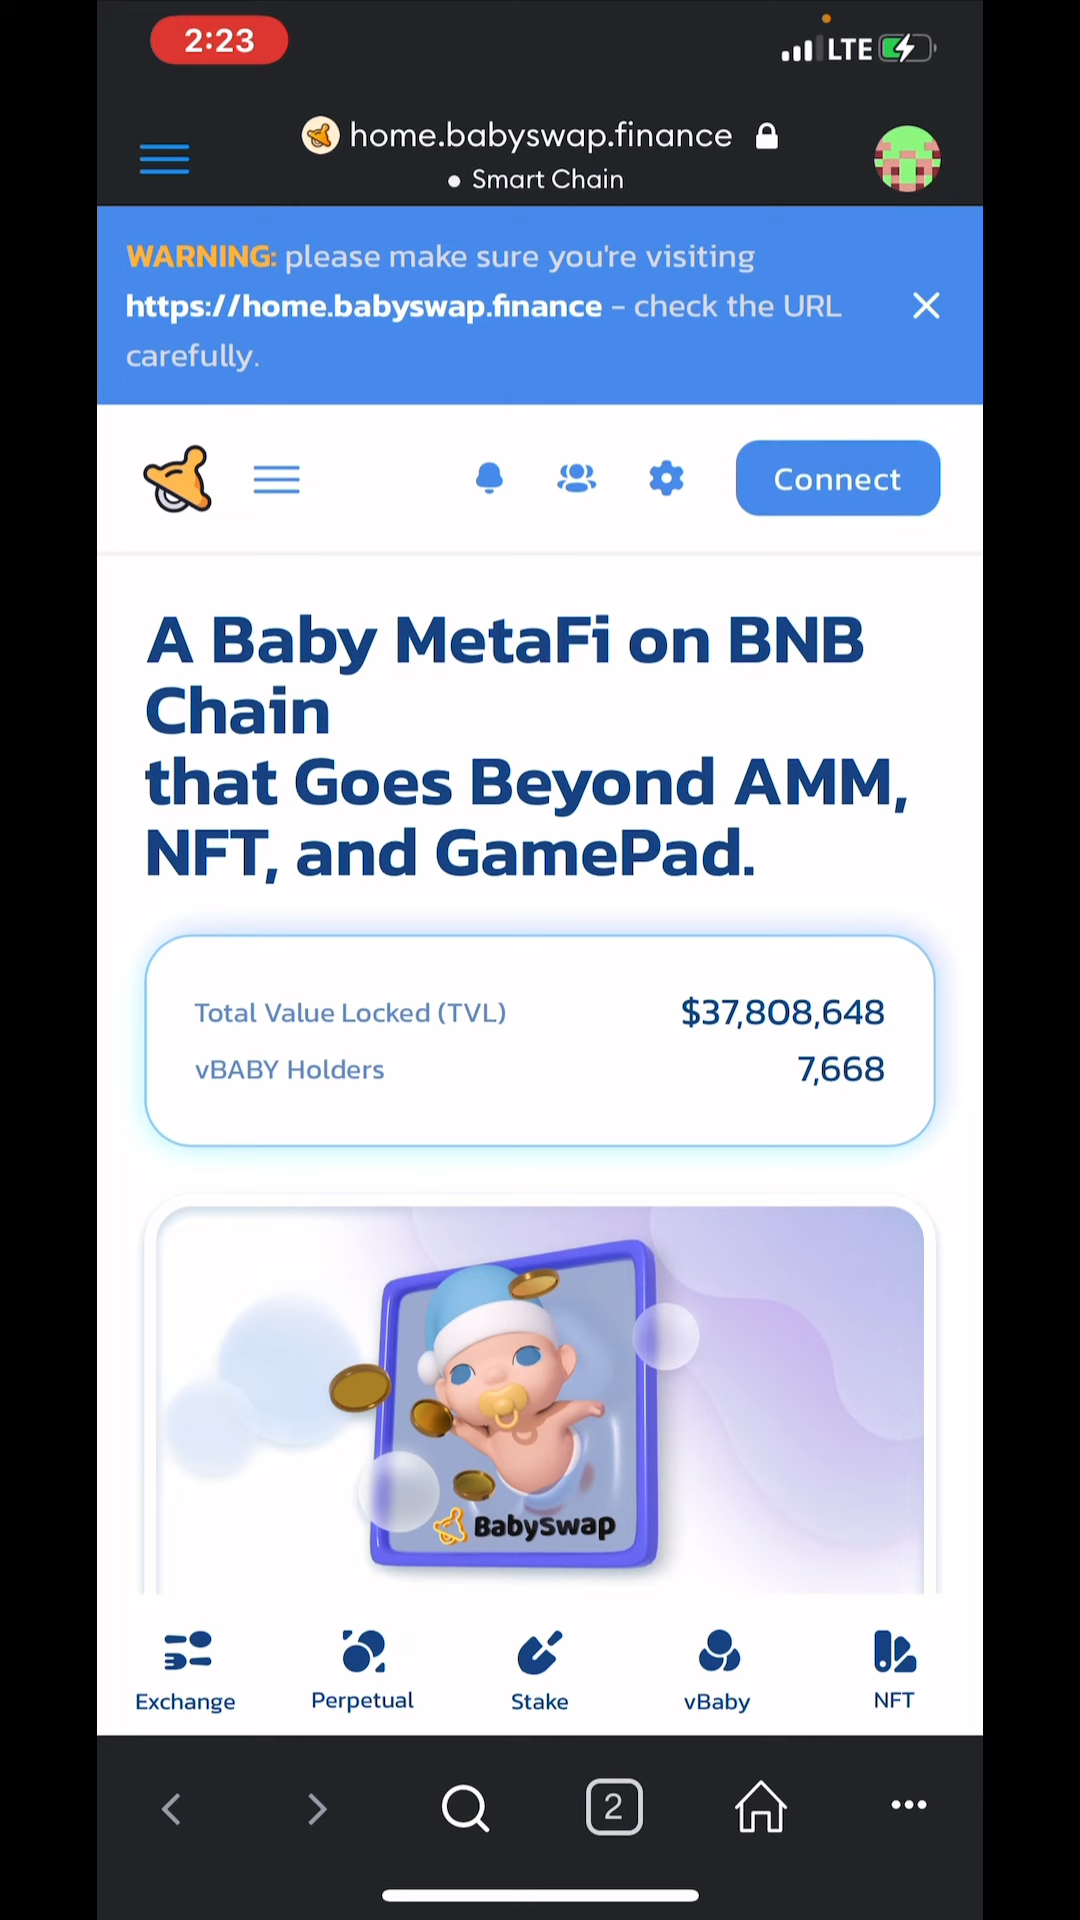 2:23
LTE
home.babyswap.finance
Smart Chain
WARNING: please make sure you're visiting
https://home.babyswap.finance - check the URL
carefully.
Connect
A Baby MetaFi on BNB
Chain
that Goes Beyond AMM,
NFT, and GamePad.
Total Value Locked (TVL) $37,808,648
vBABY Holders 7,668
BabySwap
Exchange Perpetual Stake vBaby NFT
2